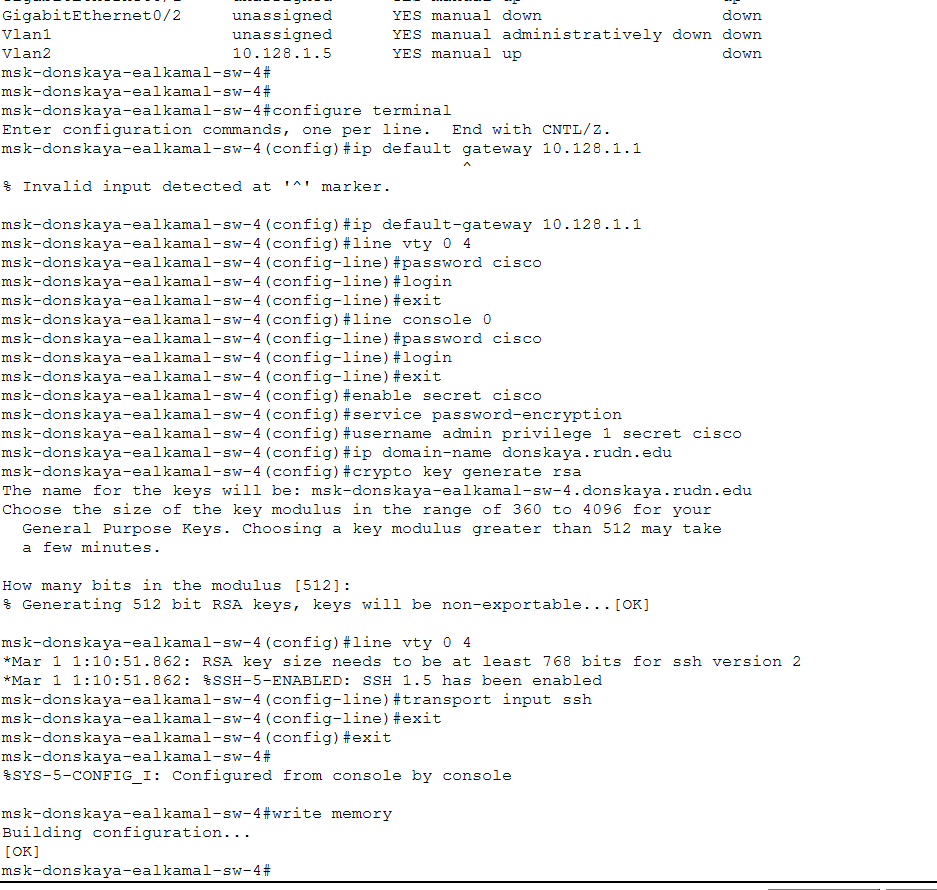 GigabitEthernet0/2 unassigned YES manual down down
Vlan1 unassigned YES manual administratively down down
Vlan2 10.128.1.5 YES manual up down
msk-donskaya-ealkamal-sw-4#
msk-donskaya-ealkamal-sw-4#
msk-donskaya-ealkamal-sw-4#configure terminal
Enter configuration commands, one per line. End with CNTL/Z.
msk-donskaya-ealkamal-sw-4(config)#ip default gateway 10.128.1.1
^
% Invalid input detected at '^' marker.
msk-donskaya-ealkamal-sw-4(config)#ip default-gateway 10.128.1.1
msk-donskaya-ealkamal-sw-4(config)#line vty 0 4
msk-donskaya-ealkamal-sw-4(config-line)#password cisco
msk-donskaya-ealkamal-sw-4(config-line)#login
msk-donskaya-ealkamal-sw-4(config-line)#exit
msk-donskaya-ealkamal-sw-4(config)#line console 0
msk-donskaya-ealkamal-sw-4(config-line)#password cisco
msk-donskaya-ealkamal-sw-4(config-line)#login
msk-donskaya-ealkamal-sw-4(config-line)#exit
msk-donskaya-ealkamal-sw-4(config)#enable secret cisco
msk-donskaya-ealkamal-sw-4(config)#service password-encryption
msk-donskaya-ealkamal-sw-4(config)#username admin privilege 1 secret cisco
msk-donskaya-ealkamal-sw-4(config)#ip domain-name donskaya.rudn.edu
msk-donskaya-ealkamal-sw-4(config)#crypto key generate rsa
The name for the keys will be: msk-donskaya-ealkamal-sw-4.donskaya.rudn.edu
Choose the size of the key modulus in the range of 360 to 4096 for your
General Purpose Keys. Choosing a key modulus greater than 512 may take
a few minutes.
How many bits in the modulus [512]:
% Generating 512 bit RSA keys, keys will be non-exportable...[OK]
msk-donskaya-ealkamal-sw-4(config)#line vty 0 4
*Mar 1 1:10:51.862: RSA key size needs to be at least 768 bits for ssh version 2
*Mar 1 1:10:51.862: %SSH-5-ENABLED: SSH 1.5 has been enabled
msk-donskaya-ealkamal-sw-4(config-line)#transport input ssh
msk-donskaya-ealkamal-sw-4(config-line)#exit
msk-donskaya-ealkamal-sw-4(config)#exit
msk-donskaya-ealkamal-sw-4#
%SYS-5-CONFIG_I: Configured from console by console
msk-donskaya-ealkamal-sw-4#write memory
Building configuration...
[OK]
msk-donskaya-ealkamal-sw-4#